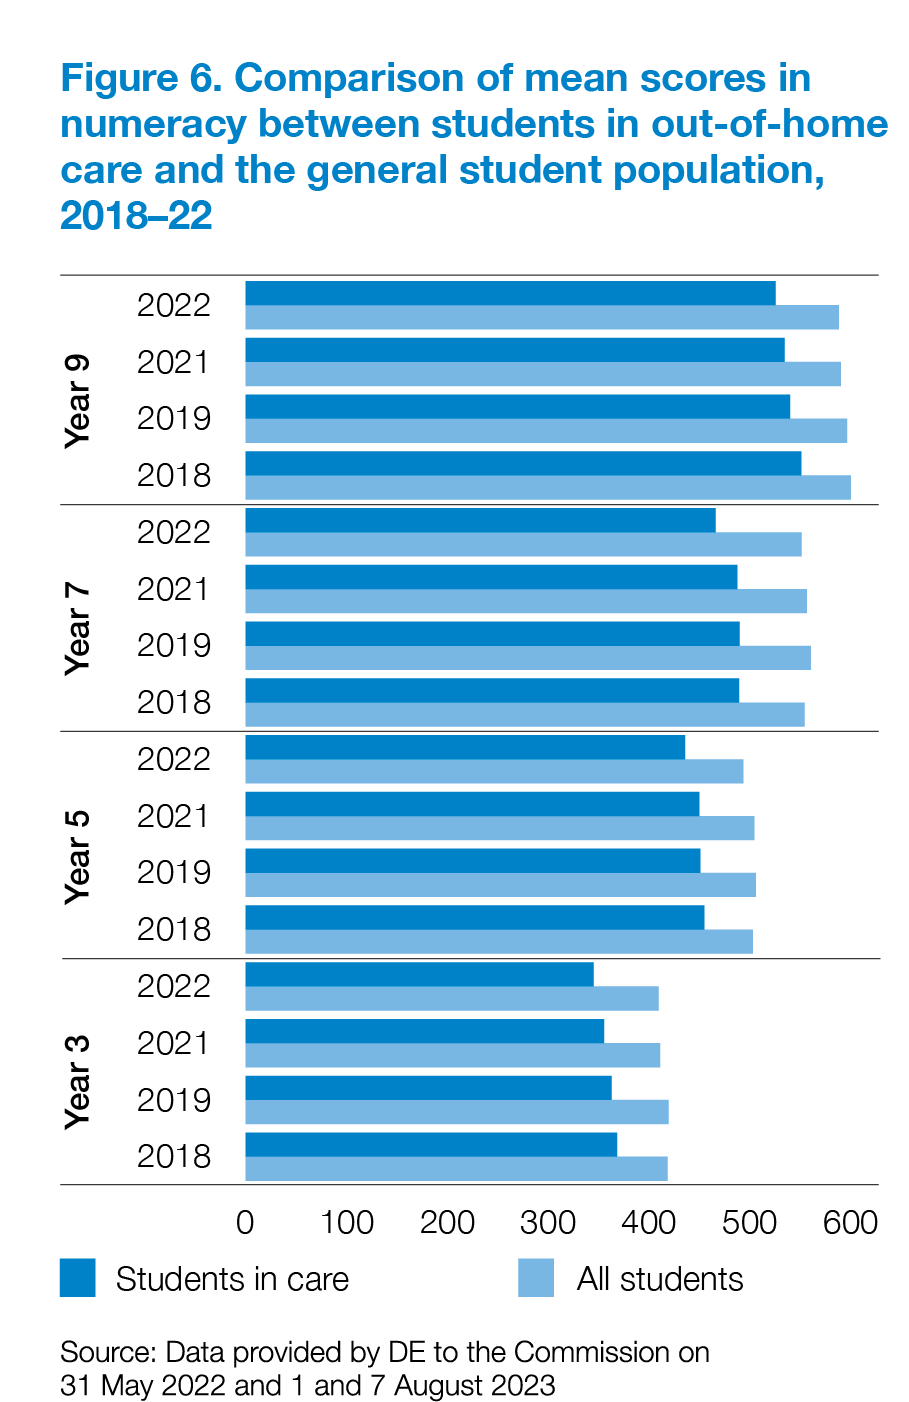 Figure 6. Comparison of mean scores in
numeracy between students in out-of-home
care and the general student population,
2018–22
Year 9
2022
2021
2019
2018
Year 7
2022
2021
2019
2018
Year 5
2022
2021
2019
2018
Year 3
2022
2021
2019
2018
0 100 200 300 400 500 600
Students in care All students
Source: Data provided by DE to the Commission on
31 May 2022 and 1 and 7 August 2023